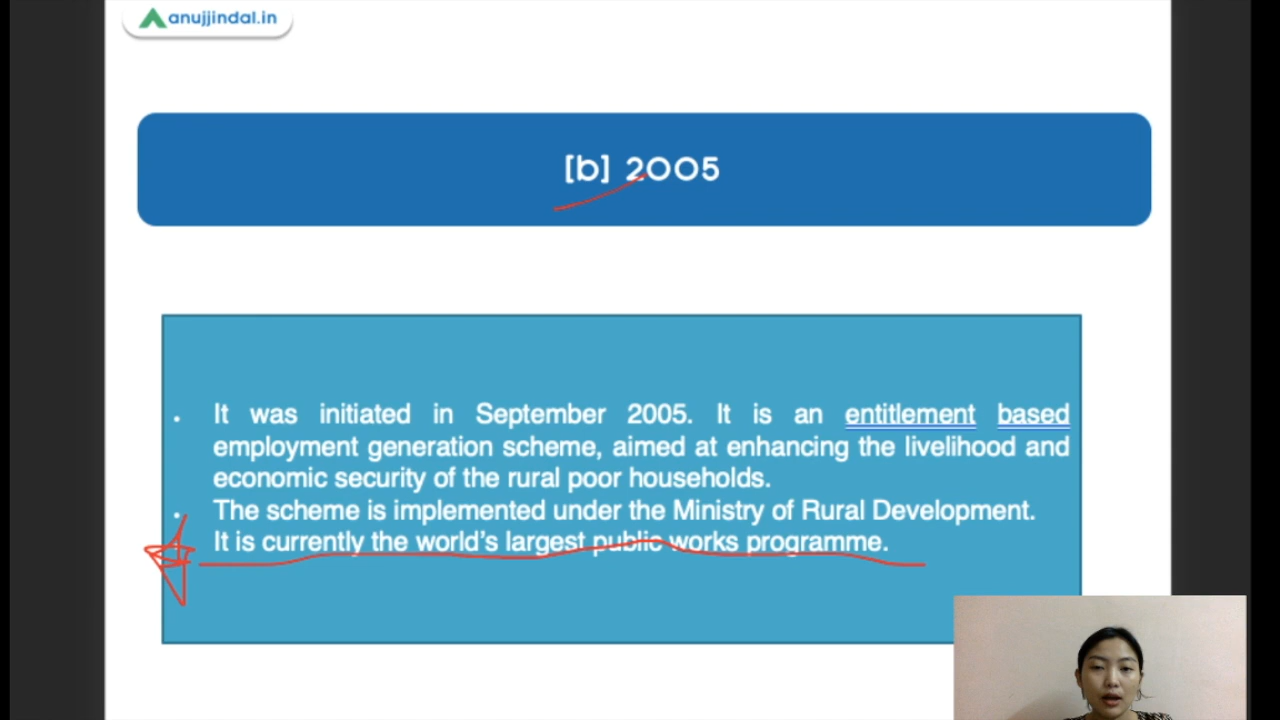 anujjindal.in
[b] 2005
• It was initiated in September 2005. It is an entitlement based
employment generation scheme, aimed at enhancing the livelihood and
economic security of the rural poor households.
• The scheme is implemented under the Ministry of Rural Development.
It is currently the world's largest public works programme.